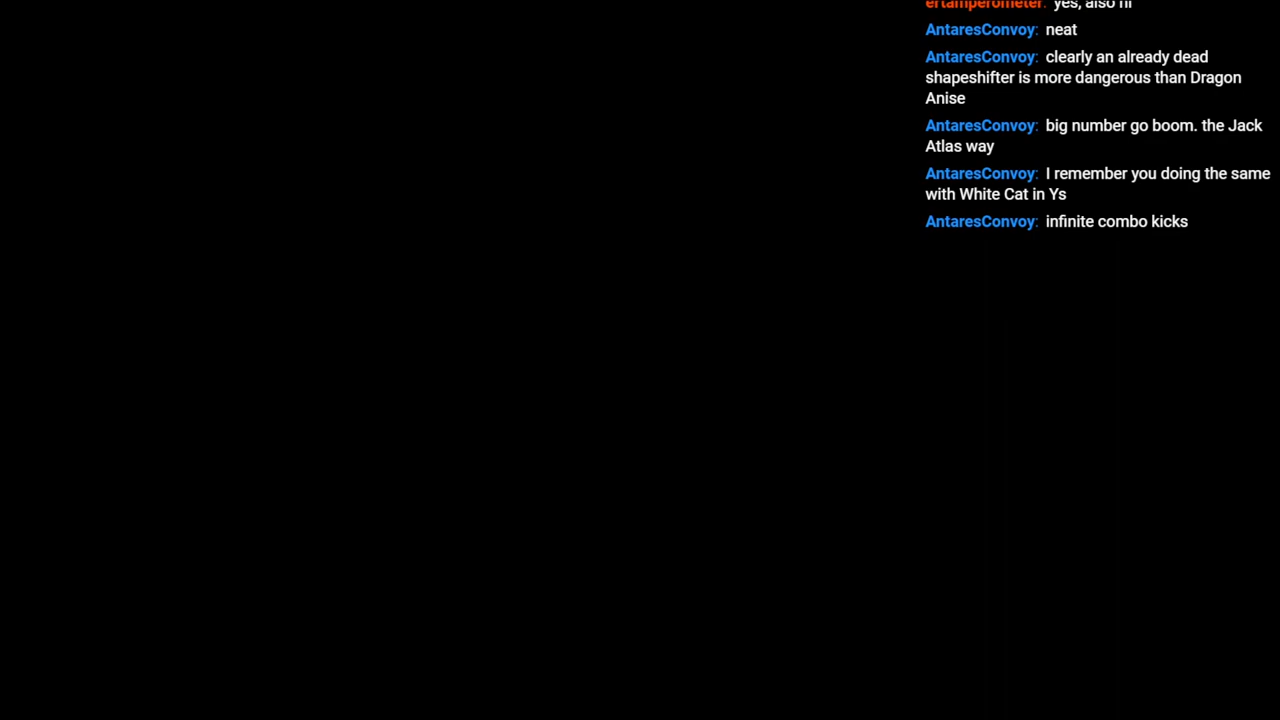 ertamperometer: yes, also hi
AntaresConvoy: neat
AntaresConvoy: clearly an already dead
shapeshifter is more dangerous than Dragon
Anise
AntaresConvoy: big number go boom. the Jack
Atlas way
AntaresConvoy: I remember you doing the same
with White Cat in Ys
AntaresConvoy: infinite combo kicks